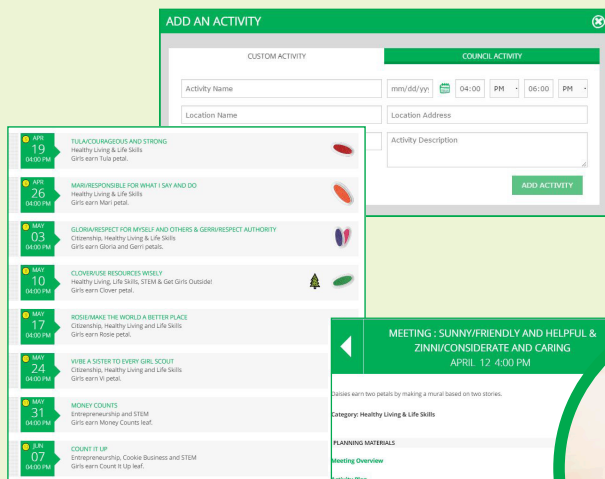 ADD AN ACTIVITY
CUSTOM ACTIVITY
COUNCIL ACTIVITY
Activity Name
mm/dd/yy
04:00 PM
06:00 PM
Location Name
Location Address
Activity Description
ADD ACTIVITY
APR
19
04:00 PM
TULA/COURAGEOUS AND STRONG
Healthy Living & Life Skills
Girls earn Tula petal.
APR
26
04:00 PM
MARI/RESPONSIBLE FOR WHAT I SAY AND DO
Healthy Living & Life Skills
Girls earn Mari petal.
MAY
03
04:00 PM
GLORIA/RESPECT FOR MYSELF AND OTHERS & GERRI/RESPECT AUTHORITY
Citizenship, Healthy Living & Life Skills
Girls earn Gloria and Gerri petals.
MAY
10
04:00 PM
CLOVER/USE RESOURCES WISELY
Healthy Living, Life Skills, STEM & Get Girls Outside!
Girls earn Clover petal.
MAY
17
04:00 PM
ROSIE/MAKE THE WORLD A BETTER PLACE
Citizenship, Healthy Living and Life Skills
Girls earn Rosie petal.
MAY
24
04:00 PM
VI/BE A SISTER TO EVERY GIRL SCOUT
Citizenship, Healthy Living and Life Skills
Girls earn Vi petal.
MAY
31
04:00 PM
MONEY COUNTS
Entrepreneurship and STEM
Girls earn Money Counts leaf.
JUN
07
04:00 PM
COUNT IT UP
Entrepreneurship, Cookie Business and STEM
Girls earn Count It Up leaf.
MEETING : SUNNY/FRIENDLY AND HELPFUL &
ZINNI/CONSIDERATE AND CARING
APRIL 12 4:00 PM
Daisies earn two petals by making a mural based on two stories.
Category: Healthy Living & Life Skills
PLANNING MATERIALS
Meeting Overview
Activity Plan